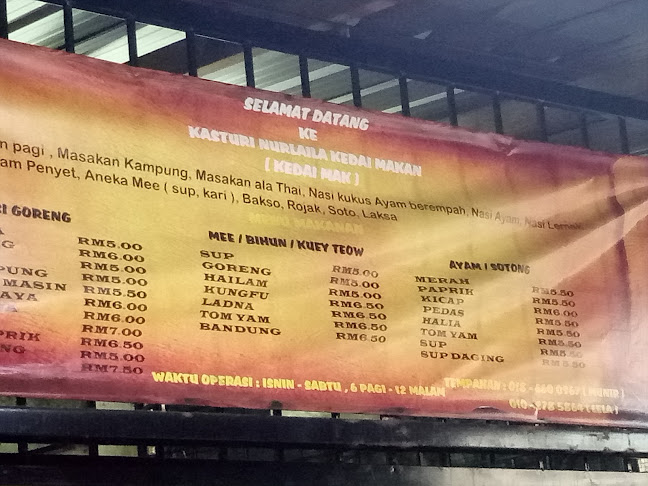 SELAMAT DATANG
KE
KASTURI NURLAILA KEDAI MAKAN
( KEDAI MAK )
n pagi , Masakan Kampung, Masakan ala Thai, Nasi kukus Ayam berempah, Nasi Ayam, Nasi Lemak
am Penyet, Aneka Mee ( sup, kari ), Bakso, Rojak, Soto, Laksa
MENU MAKANAN
I GORENG
A RM5.00
G RM6.00
RM5.00
PUNG RM5.50
MASIN RM6.00
AYA RM6.00
RM7.00
PRIK RM6.50
NG RM5.00
RM7.50
MEE / BIHUN / KUEY TEOW
SUP RM5.00
GORENG RM5.00
HAILAM RM6.50
KUNGFU RM6.50
LADNA RM6.50
TOM YAM RM6.50
BANDUNG
AYAM / SOTONG
MERAH RM5.50
PAPRIK RM6.00
KICAP RM5.50
PEDAS RM5.50
HALIA RM5.50
TOM YAM RM5.50
SUP
SUP DAGING
WAKTU OPERASI : ISNIN - SABTU , 6 PAGI - 12 MALAM
TEMPAHAN :